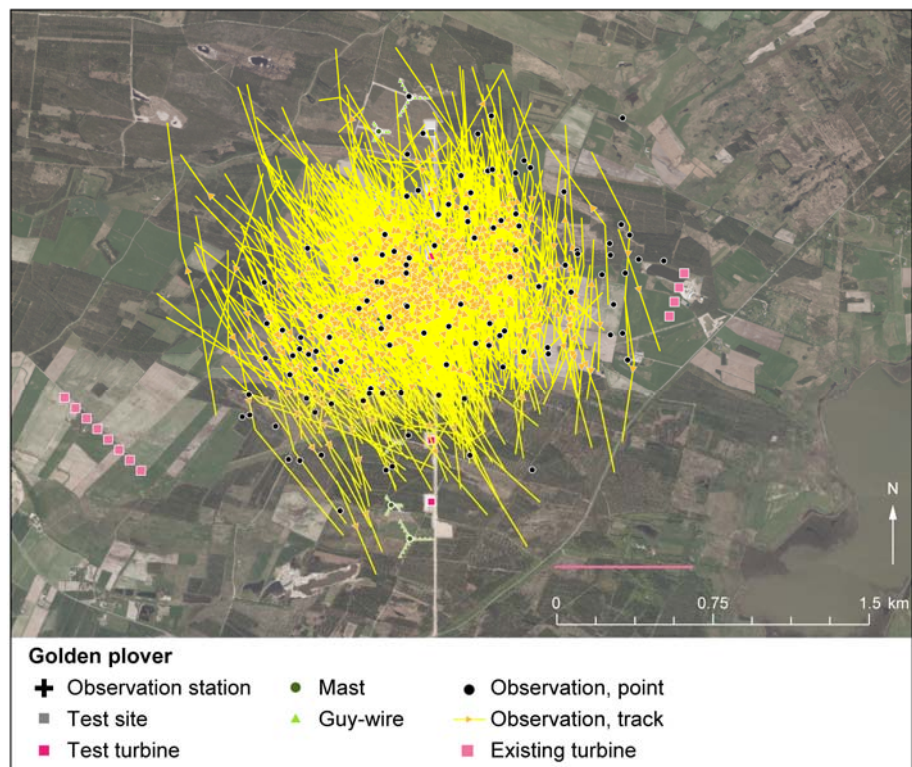 N
0 0.75 1.5 km
Golden plover
Observation station Mast Observation, point
Test site Guy-wire Observation, track
Test turbine Existing turbine